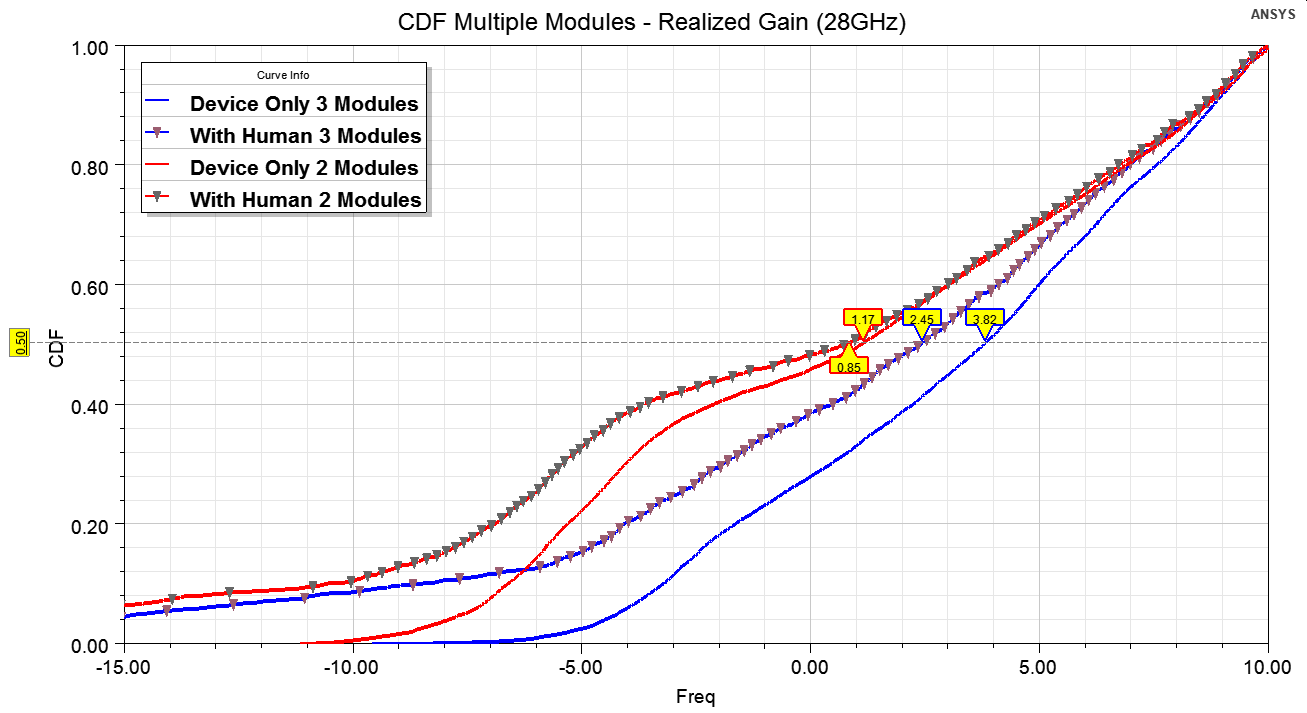 CDF Multiple Modules - Realized Gain (28GHz)
ANSYS
1.00
Curve Info
Device Only 3 Modules
With Human 3 Modules
Device Only 2 Modules
With Human 2 Modules
0.80
0.60
1.17
2.45
3.82
0.50
CDF
0.85
0.40
0.20
0.00
-15.00
-10.00
-5.00
0.00
5.00
10.00
Freq